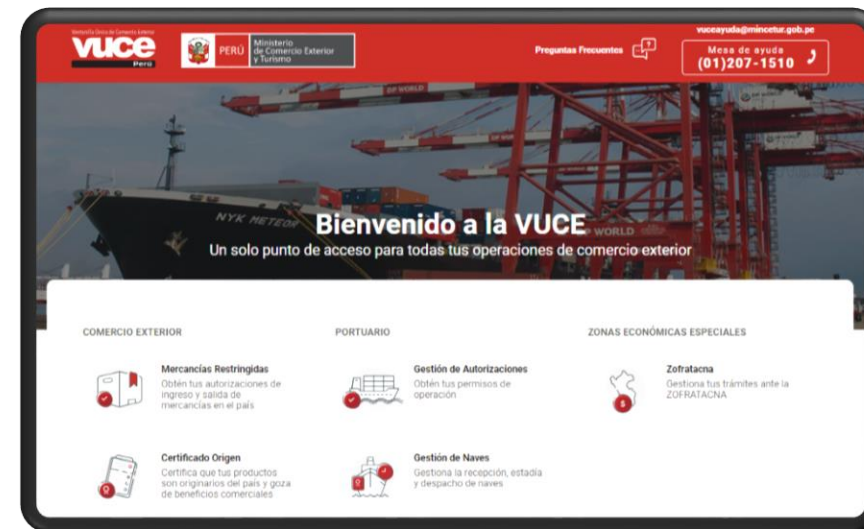 Ventanilla Única de Comercio Exterior
vuce
Perú
PERÚ
Ministerio
de Comercio Exterior
y Turismo
Preguntas Frecuentes
vuceayuda@mincetur.gob.pe
Mesa de ayuda
(01)207-1510
DP WORLD
NYK METEOR
WORLD
Bienvenido a la VUCE
Un solo punto de acceso para todas tus operaciones de comercio exterior
COMERCIO EXTERIOR
Mercancías Restringidas
Obtén tus autorizaciones de
ingreso y salida de
mercancías en el país
Certificado Origen
Certifica que tus productos
son originarios del país y goza
de beneficios comerciales
PORTUARIO
Gestión de Autorizaciones
Obtén tus permisos de
operación
Gestión de Naves
Gestiona la recepción, estadía
y despacho de naves
ZONAS ECONÓMICAS ESPECIALES
Zofratacna
Gestiona tus trámites ante la
ZOFRATACNA